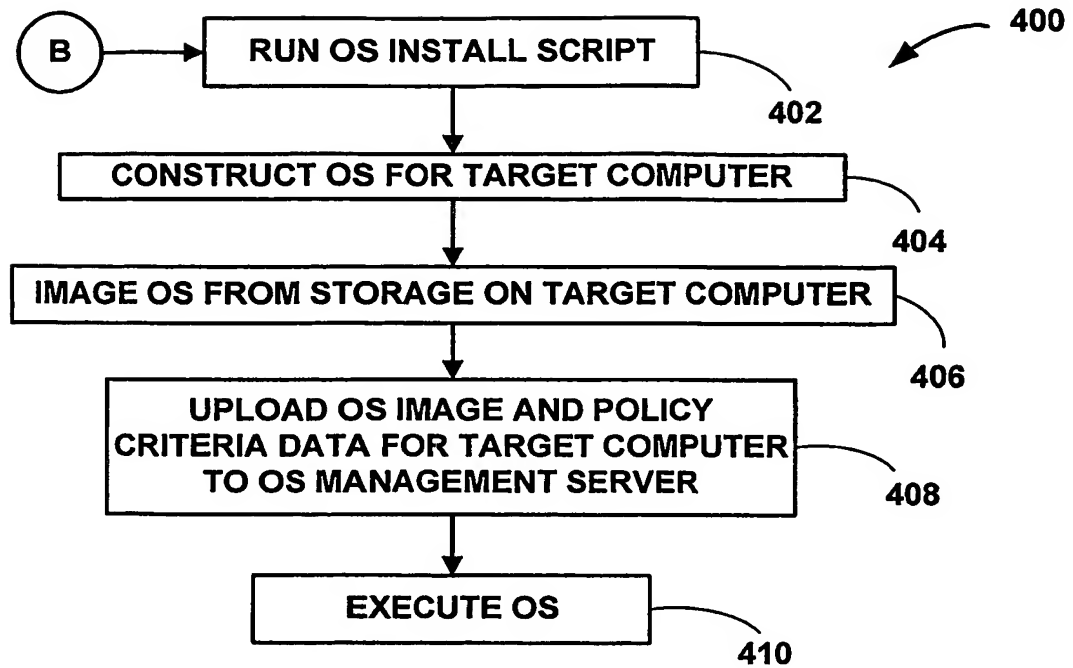 400
B
RUN OS INSTALL SCRIPT
402
CONSTRUCT OS FOR TARGET COMPUTER
404
IMAGE OS FROM STORAGE ON TARGET COMPUTER
406
UPLOAD OS IMAGE AND POLICY
CRITERIA DATA FOR TARGET COMPUTER
TO OS MANAGEMENT SERVER
408
EXECUTE OS
410